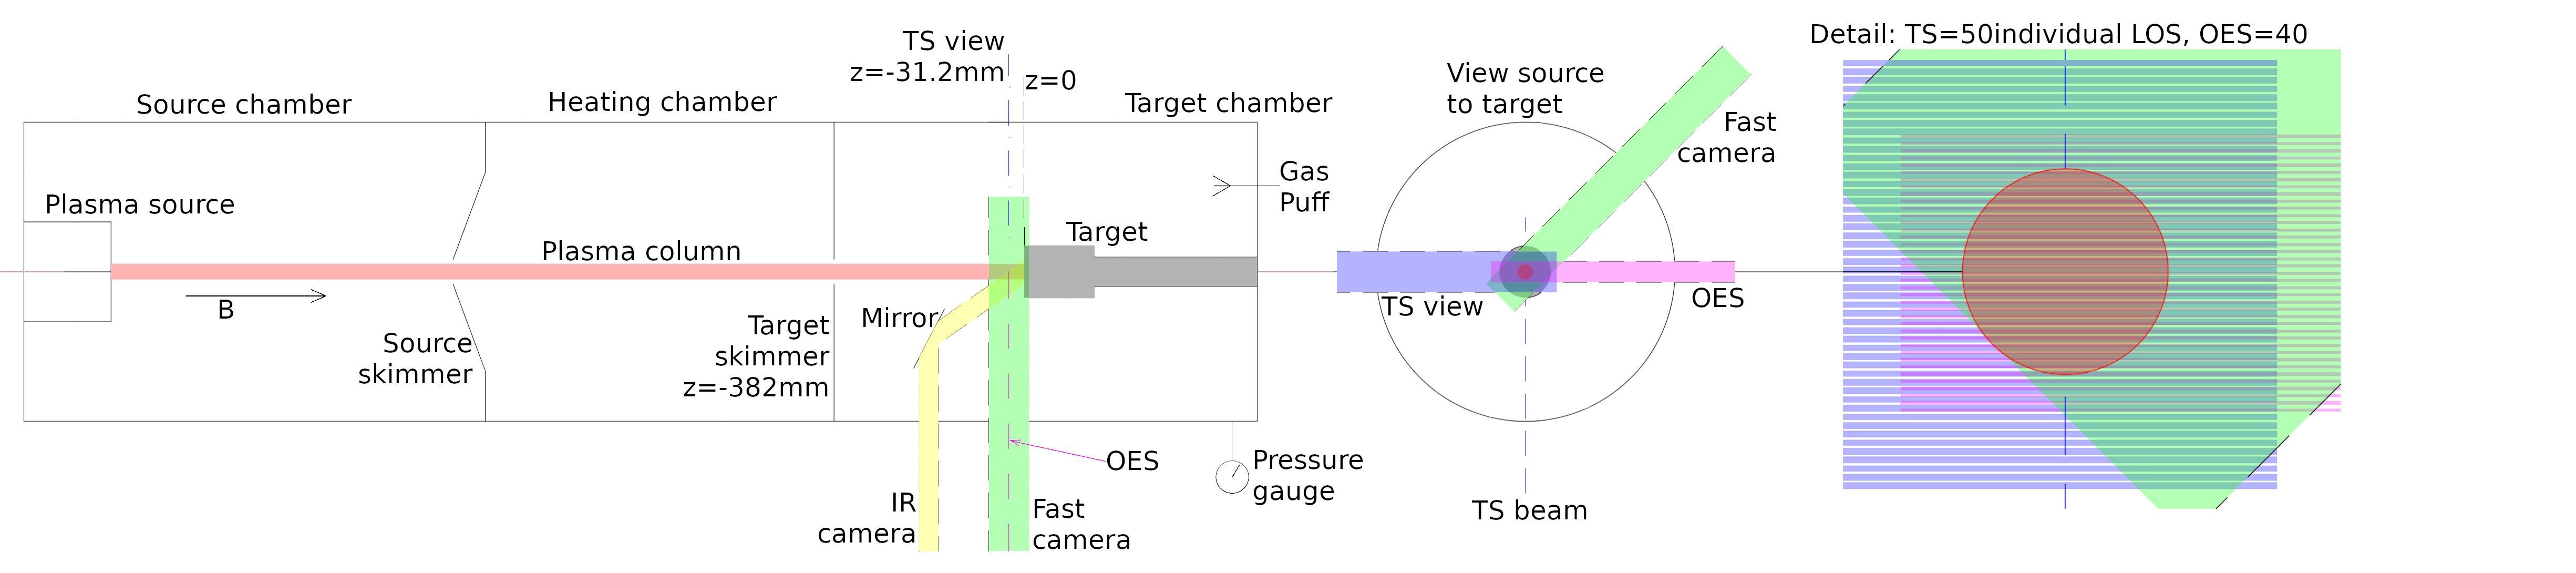 Detail: TS=50individual LOS, OES=40
TS view
z=-31.2mm
z=0
Source chamber
Heating chamber
Target chamber
View source
to target
Fast
camera
Gas
Puff
Plasma source
Plasma column
Target
B
Mirror
Source
skimmer
Target
skimmer
z=-382mm
TS view
OES
OES
Pressure
gauge
IR
camera
Fast
camera
TS beam